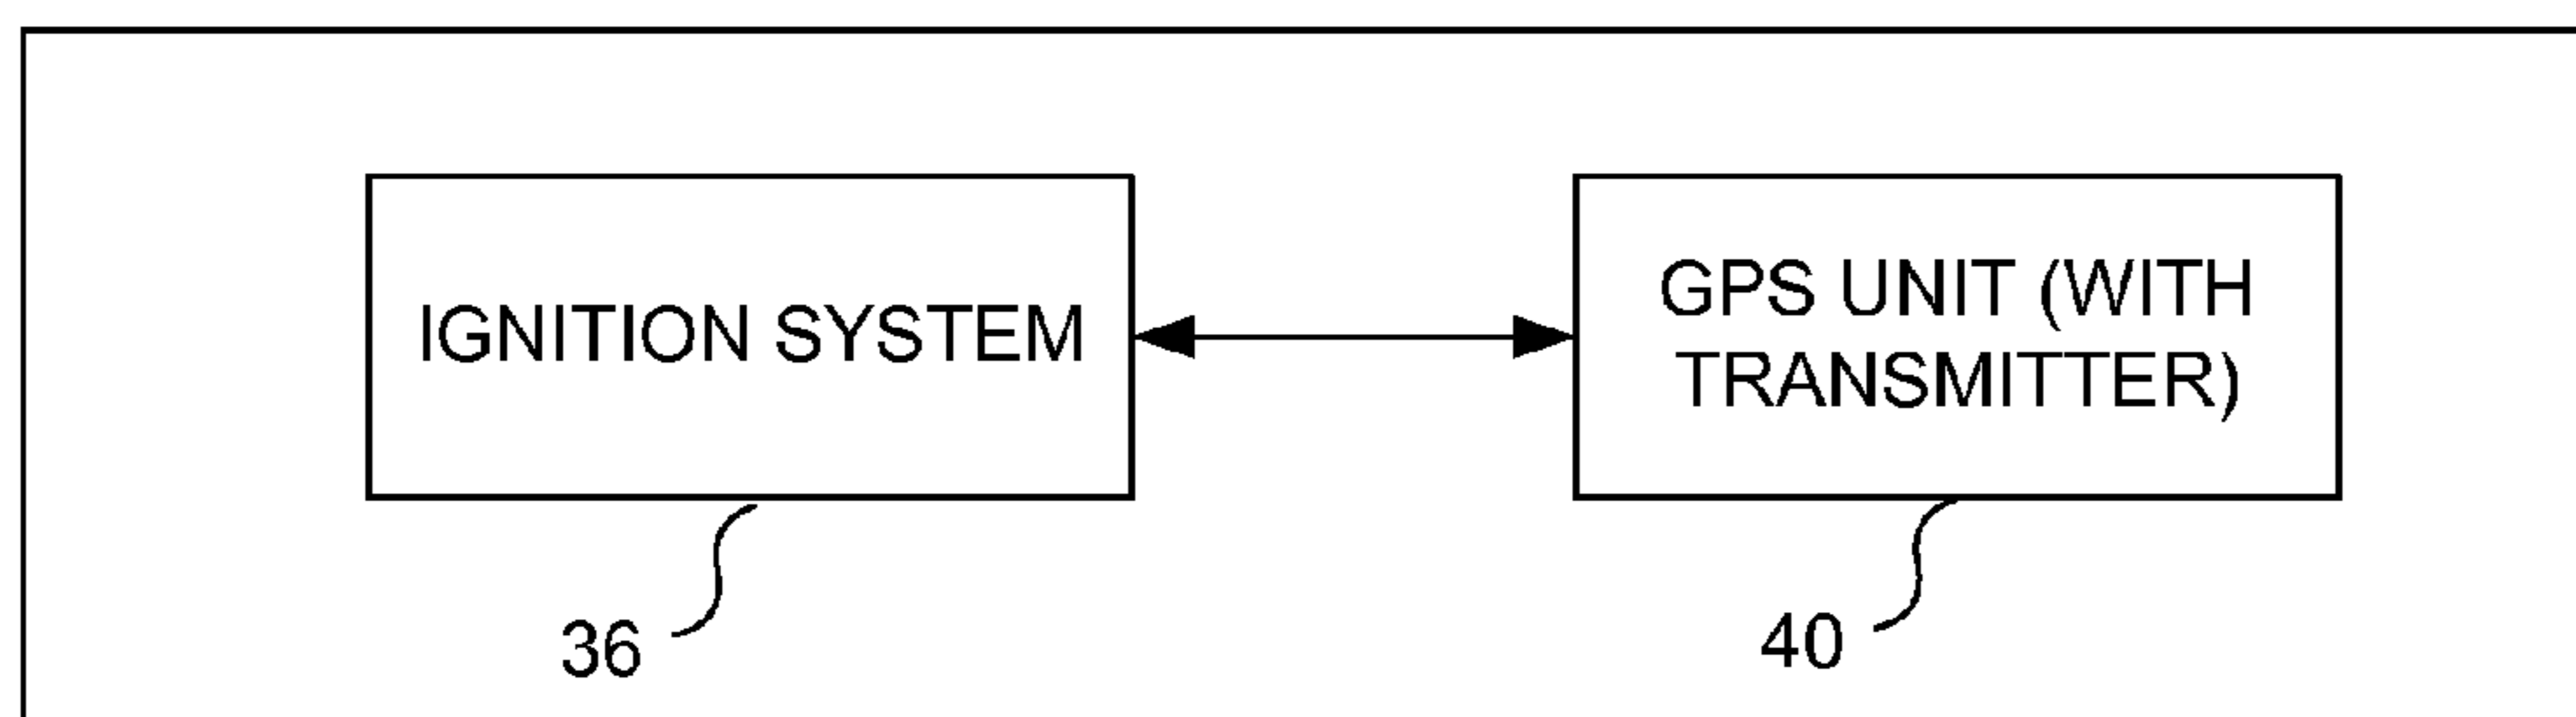 IGNITION SYSTEM
GPS UNIT (WITH
TRANSMITTER)
36
40